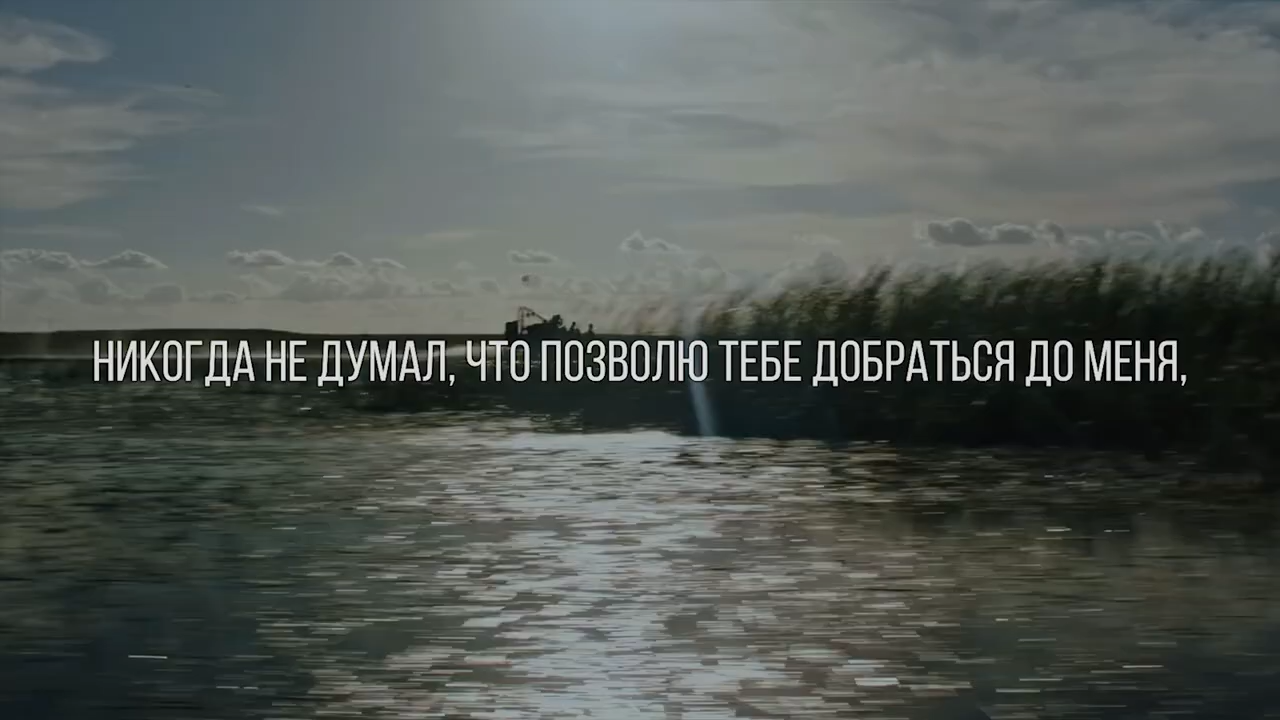 НИКОГДА НЕ ДУМАЛ, ЧТО ПОЗВОЛЮ ТЕБЕ ДОБРАТЬСЯ ДО МЕНЯ,